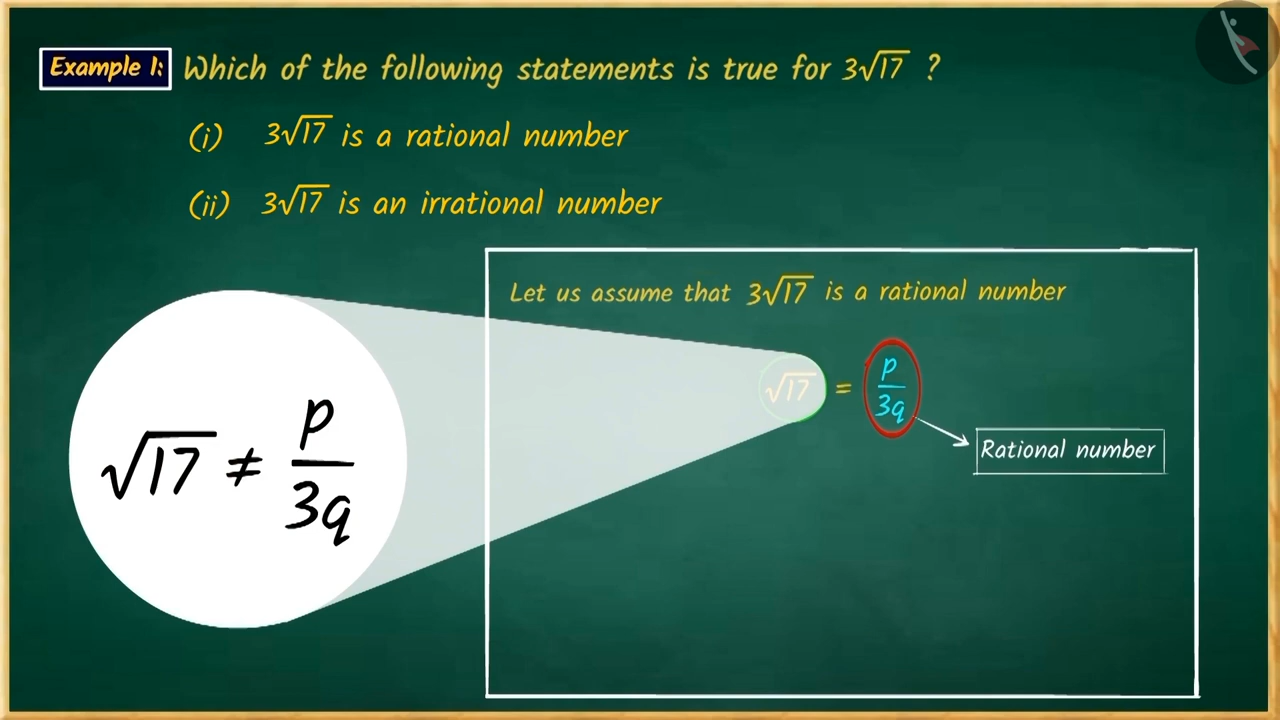 Example 1: Which of the following statements is true for 3√17 ?
(i) 3√17 is a rational number
(ii) 3√17 is an irrational number
Let us assume that 3√17 is a rational number
√17 = p/3q
Rational number
√17 ≠ p/3q